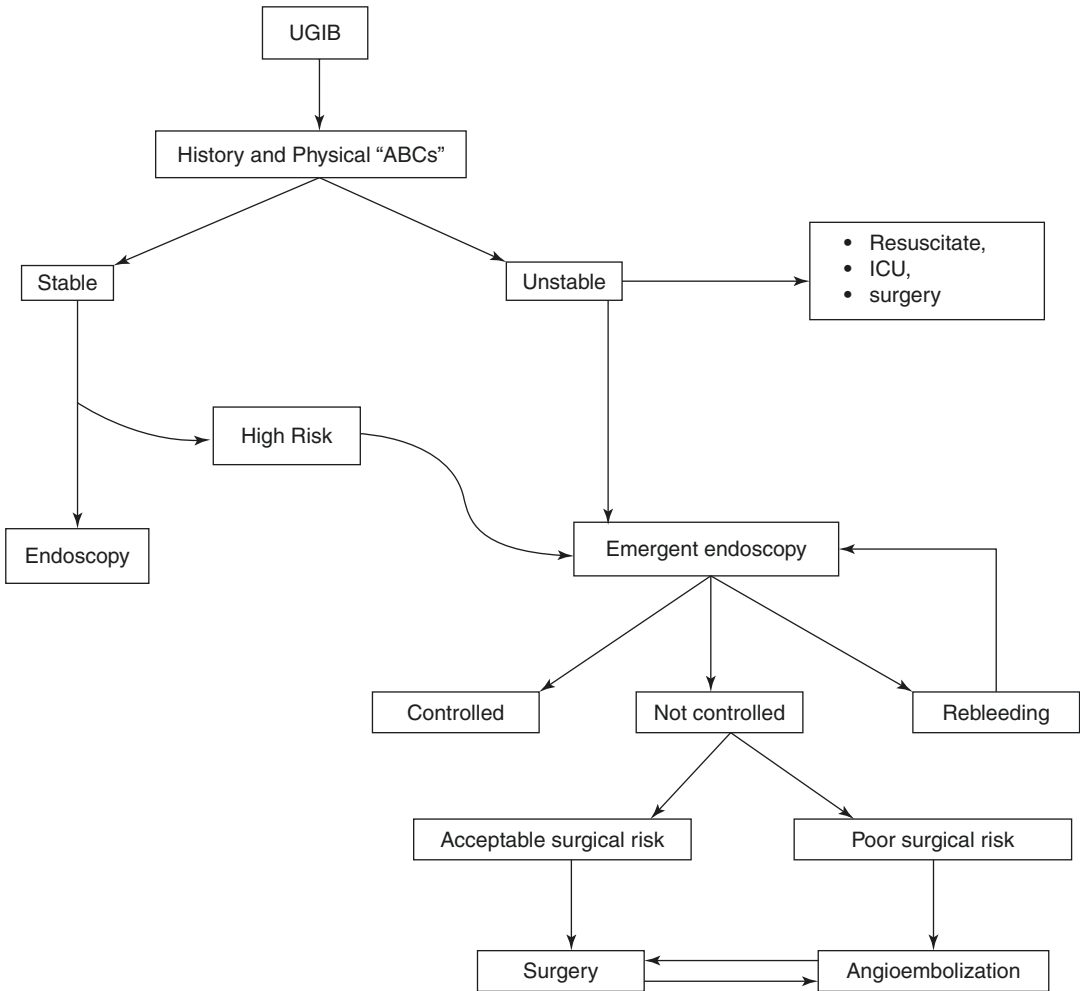 UGIB
History and Physical “ABCs”
Stable
Unstable
• Resuscitate,
• ICU,
• surgery
High Risk
Endoscopy
Emergent endoscopy
Controlled
Not controlled
Rebleeding
Acceptable surgical risk
Poor surgical risk
Surgery
Angioembolization